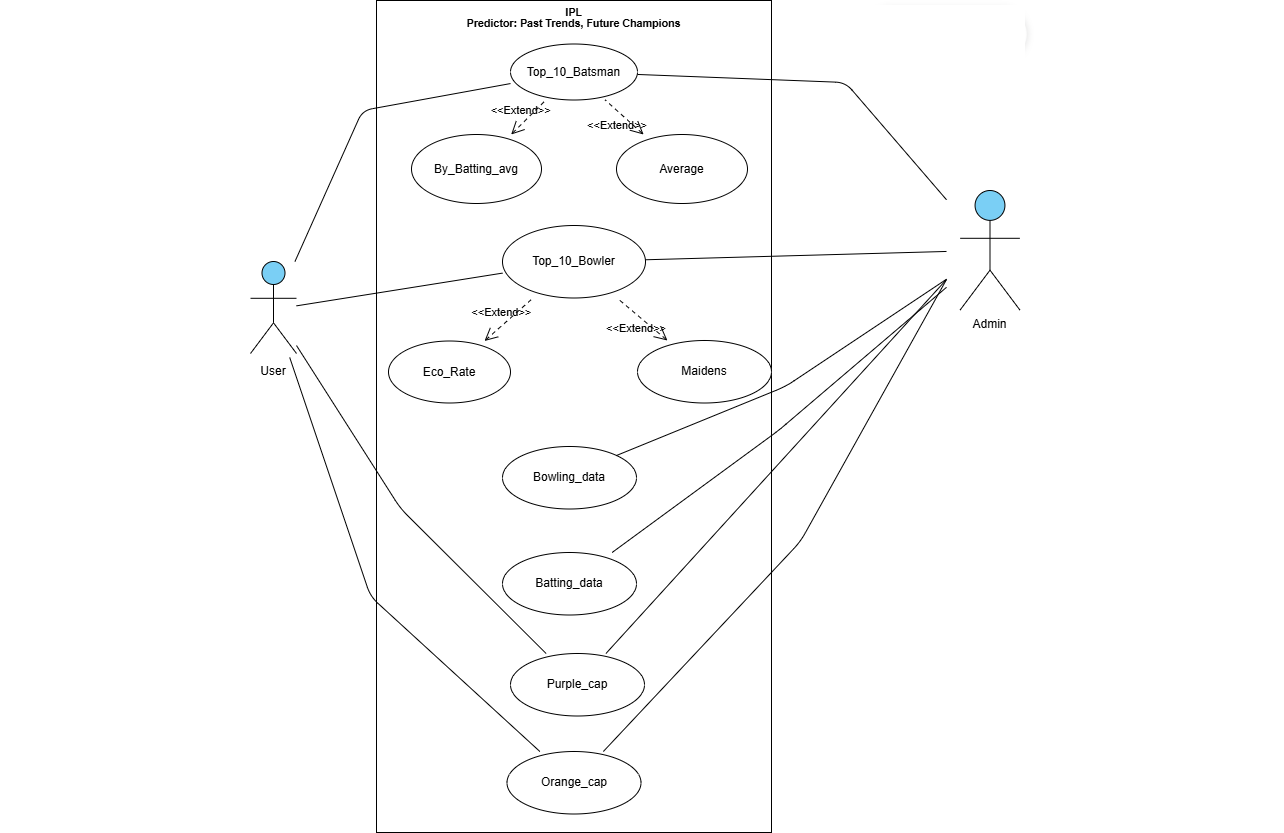 IPL
Predictor: Past Trends, Future Champions
Top_10_Batsman
<<Extend>>
<<Extend>>
By_Batting_avg
Average
Top_10_Bowler
<<Extend>>
<<Extend>>
Eco_Rate
Maidens
User
Admin
Bowling_data
Batting_data
Purple_cap
Orange_cap